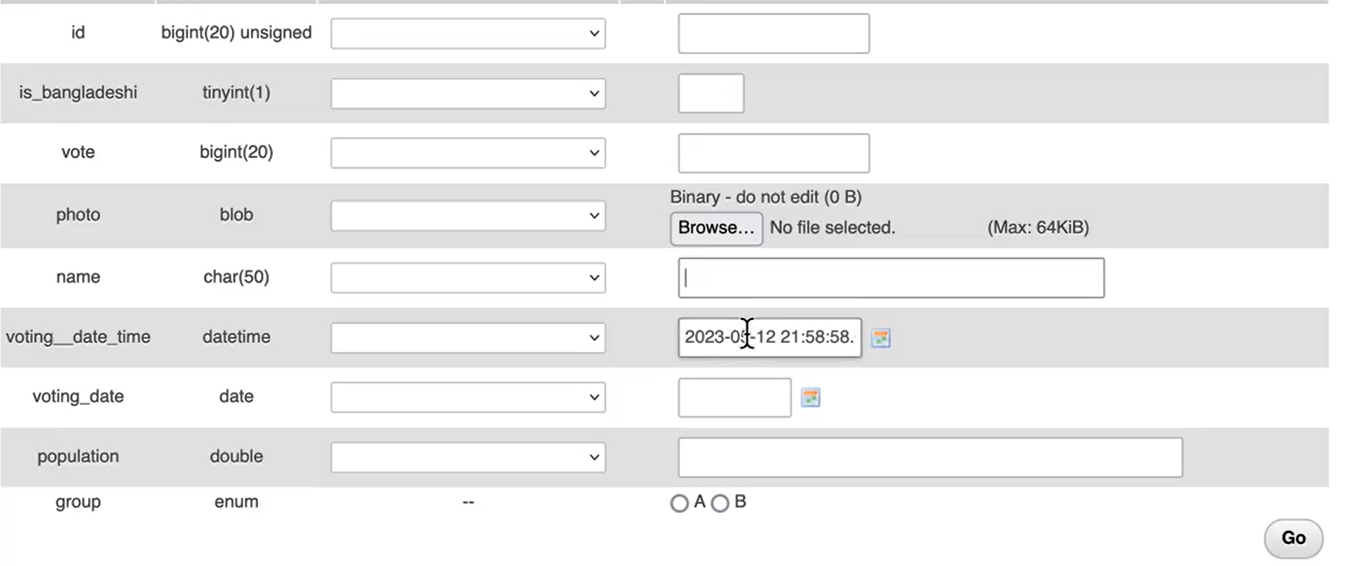 id bigint(20) unsigned
is_bangladeshi tinyint(1)
vote bigint(20)
Binary - do not edit (0 B)
photo blob Browse... No file selected. (Max: 64KiB)
name char(50)
voting__date_time datetime 2023-05-12 21:58:58.
voting_date date
population double
group enum -- A B
Go